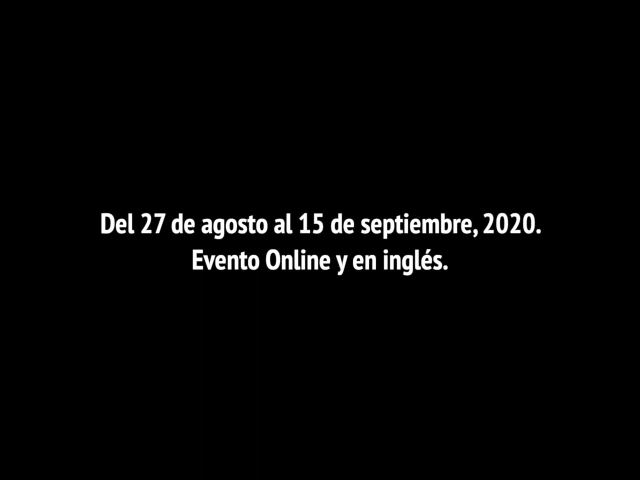 Del 27 de agosto al 15 de septiembre, 2020.
Evento Online y en inglés.